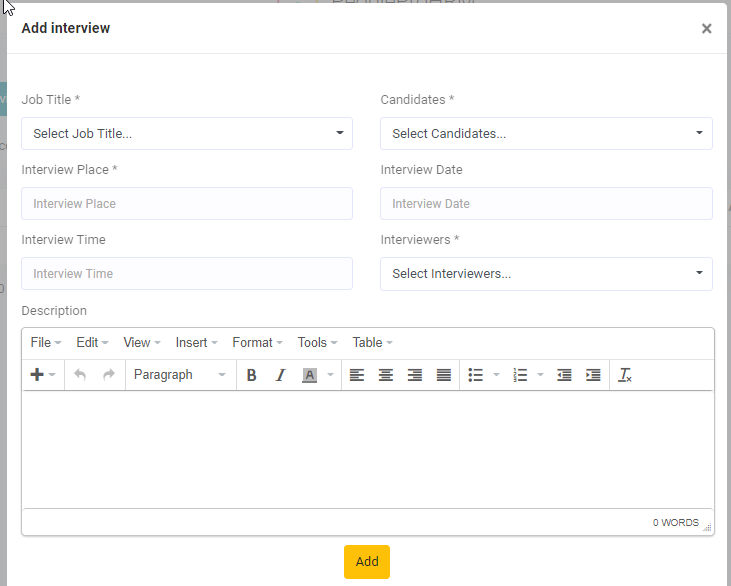 Add interview ×
Job Title * Candidates *
Select Job Title... Select Candidates...
Interview Place * Interview Date
Interview Place Interview Date
Interview Time Interviewers *
Interview Time Select Interviewers...
Description
File Edit View Insert Format Tools Table
Paragraph B I A
0 WORDS
Add